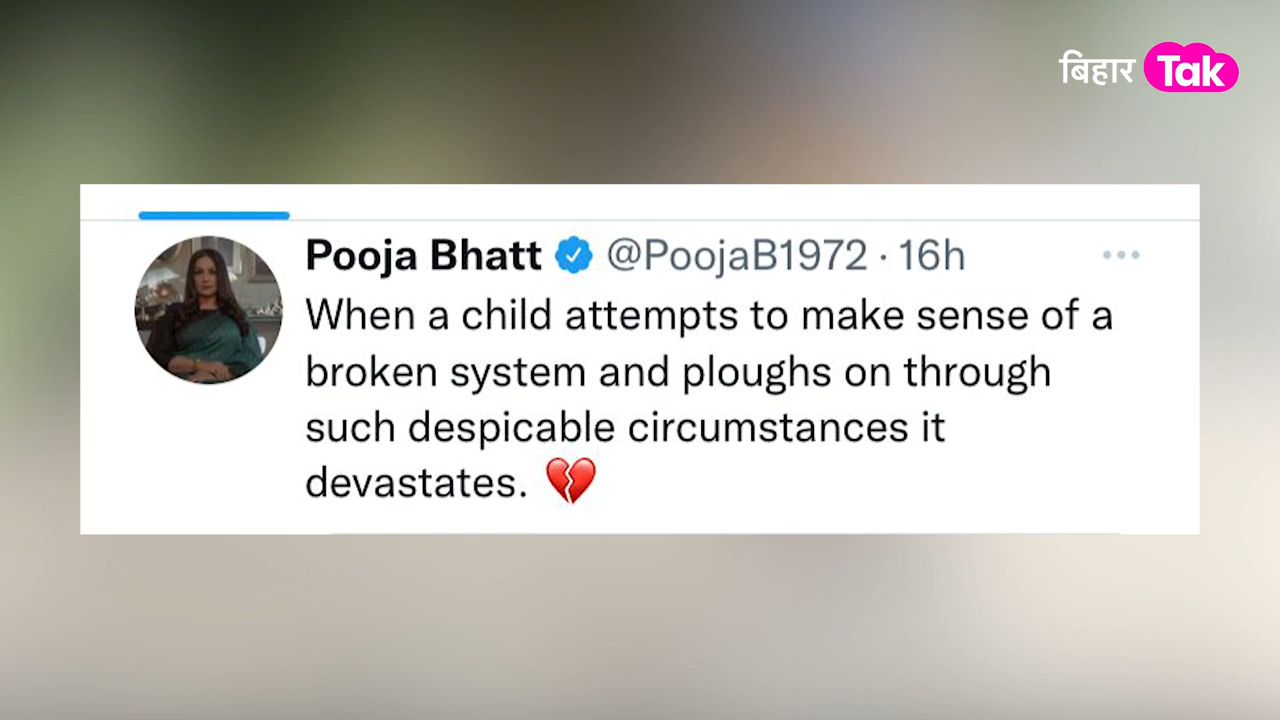 बिहार Tak
Pooja Bhatt @PoojaB1972 · 16h
When a child attempts to make sense of a
broken system and ploughs on through
such despicable circumstances it
devastates. 💔